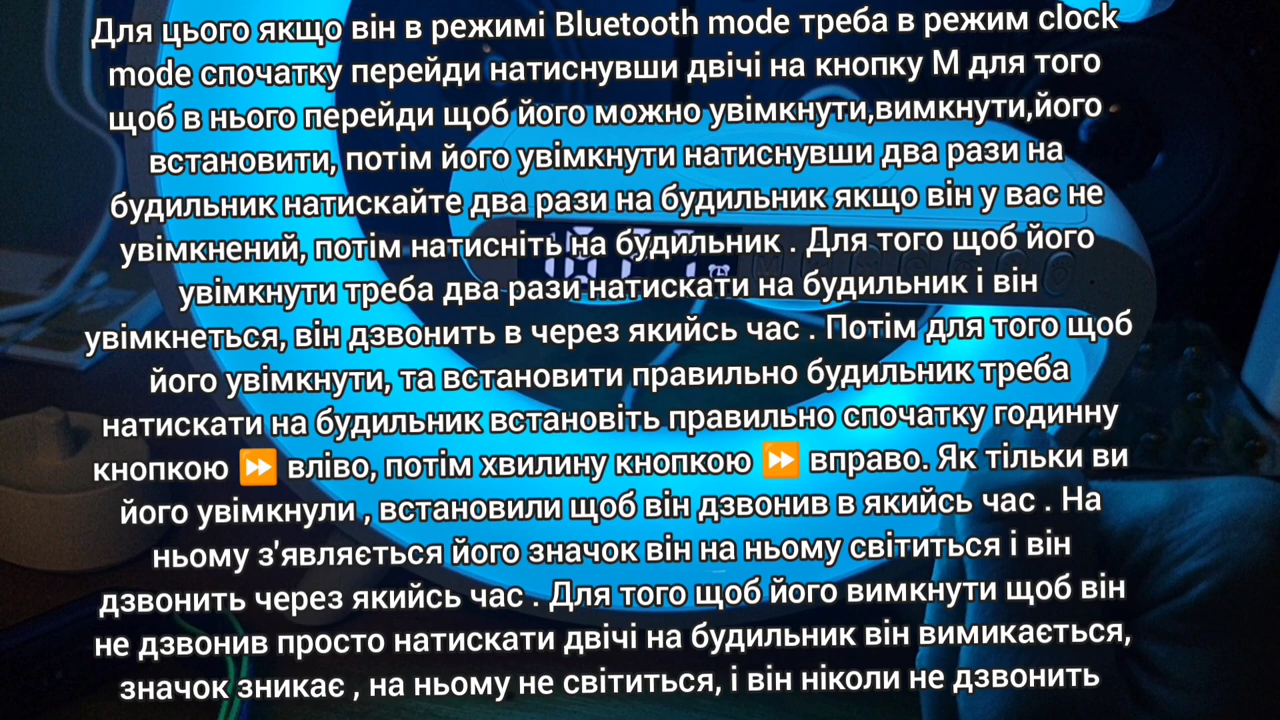 Для цього якщо він в режимі Bluetooth mode треба в режим clock
mode спочатку перейди натиснувши двічі на кнопку М для того
щоб в нього перейди щоб його можно увімкнути,вимкнути,його
встановити, потім його увімкнути натиснувши два рази на
будильник натискайте два рази на будильник якщо він у вас не
увімкнений, потім натисніть на будильник . Для того щоб його
увімкнути треба два рази натискати на будильник і він
увімкнеться, він дзвонить в через якийсь час . Потім для того щоб
його увімкнути, та встановити правильно будильник треба
натискати на будильник встановіть правильно спочатку годинну
кнопкою ⏩ вліво, потім хвилину кнопкою ⏩ вправо. Як тільки ви
його увімкнули , встановили щоб він дзвонив в якийсь час . На
ньому з'являється його значок він на ньому світиться і він
дзвонить через якийсь час . Для того щоб його вимкнути щоб він
не дзвонив просто натискати двічі на будильник він вимикається,
значок зникає , на ньому не світиться, і він ніколи не дзвонить